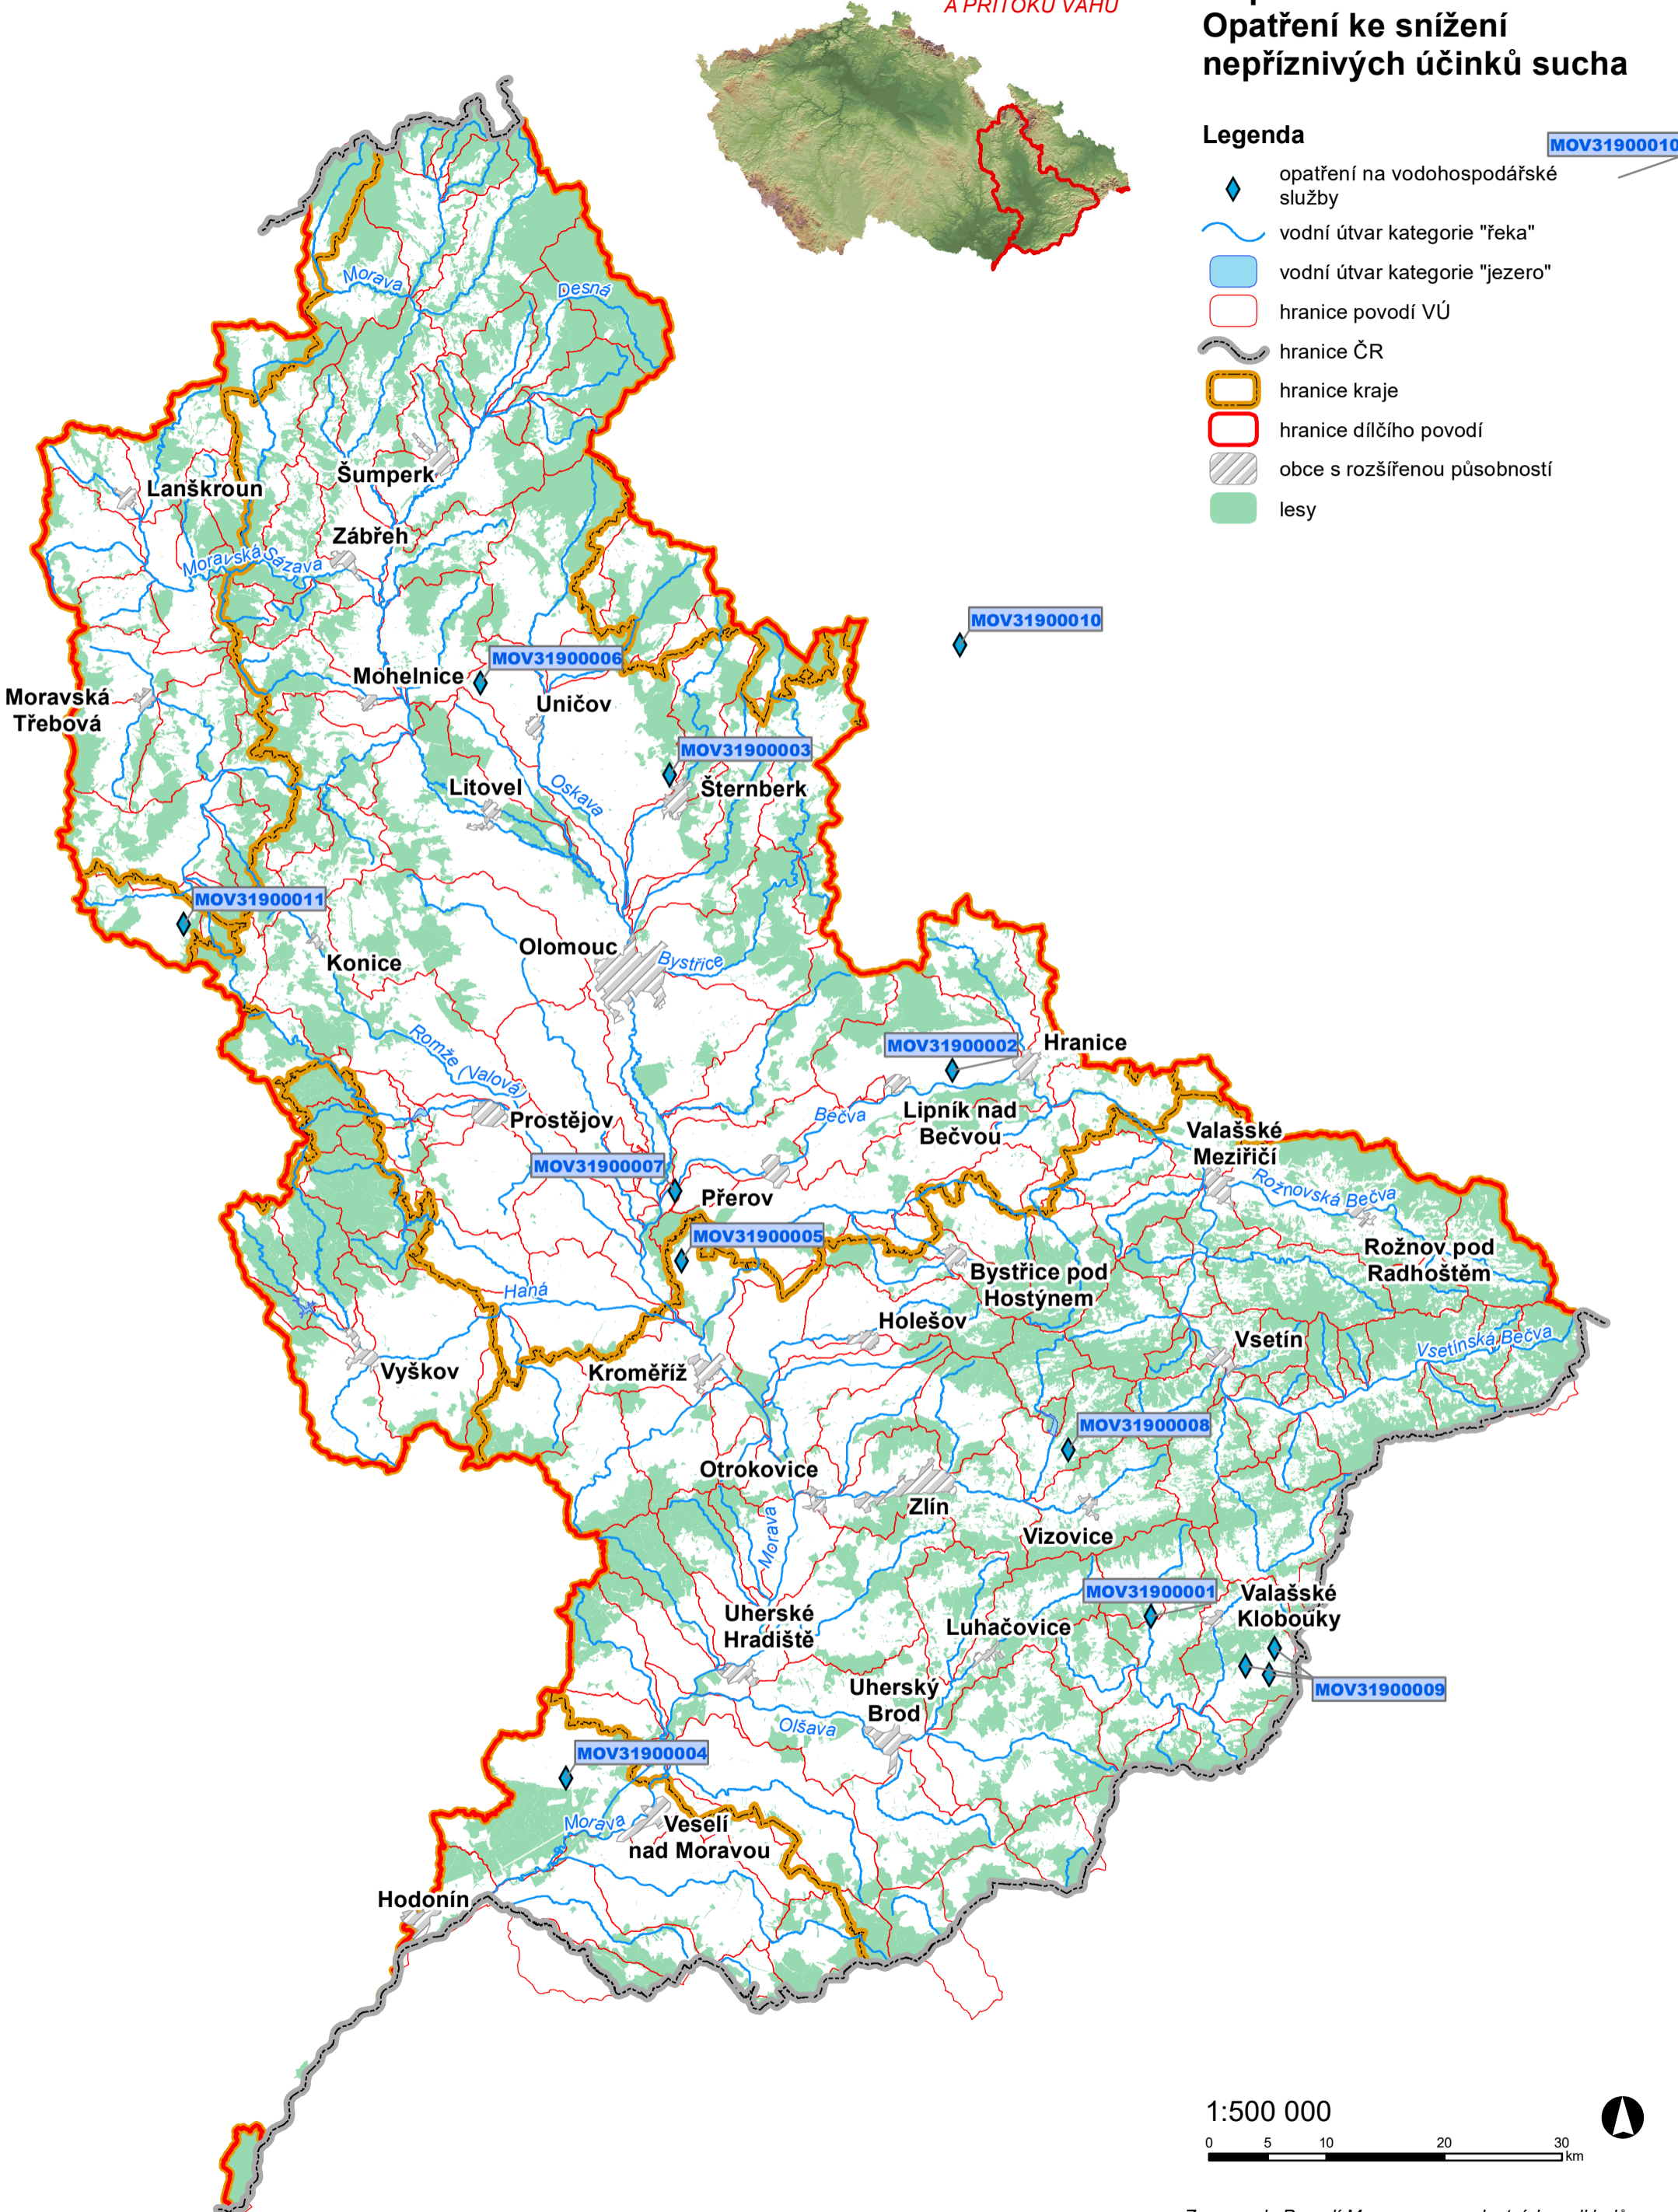 A PŘÍTOKŮ VÁHU
Opatření ke snížení
nepříznivých účinků sucha
Legenda
MOV31900010
opatření na vodohospodářské
služby
vodní útvar kategorie "řeka"
vodní útvar kategorie "jezero"
hranice povodí VÚ
hranice ČR
hranice kraje
hranice dílčího povodí
obce s rozšířenou působností
lesy
Morava
Desná
Šumperk
Lanškroun
Zábřeh
Moravská Sázava
MOV31900010
MOV31900006
Mohelnice
Uničov
Moravská
Třebová
MOV31900003
Litovel
Oskava
Šternberk
MOV31900011
Olomouc
Bystřice
Konice
Romže (Valová)
MOV31900002
Hranice
Prostějov
Bečva
Lipník nad
Bečvou
Valašské
Meziříčí
MOV31900007
Přerov
Rožnovská Bečva
MOV31900005
Rožnov pod
Radhoštěm
Bystřice pod
Hostýnem
Haná
Holešov
Vsetín
Vsetínská Bečva
Vyškov
Kroměříž
MOV31900008
Otrokovice
Zlín
Morava
Vizovice
MOV31900001
Valašské
Klobouky
Uherské
Hradiště
Luhačovice
MOV31900009
Uherský
Brod
Olšava
MOV31900004
Morava
Veselí
nad Moravou
Hodonín
1:500 000
0 5 10 20 30
km